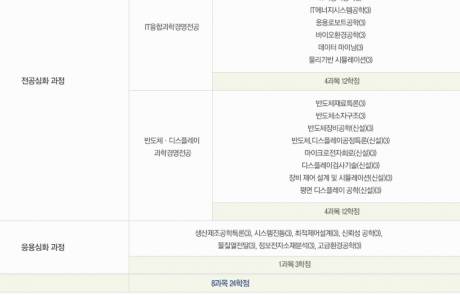 IT에너지시스템공학(3)
응용로보트공학(3)
IT융합과학경영전공
바이오환경공학(3)
데이터 마이닝(3)
물리기반 시뮬레이션(3)
전공심화 과정
4과목 12학점
반도체재료특론(3)
반도체소자구조(3)
반도체장비공학(신설)(3)
반도체·디스플레이
과학경영전공
반도체,디스플레이공정특론(신설)(3)
마이크로전자회로(신설)(3)
디스플레이검사기술(신설)(3)
장비 제어 설계 및 시뮬레이션(신설)(3)
평면 디스플레이 공학(신설)(3)
4과목 12학점
응용심화 과정
생산제조공학특론(3), 시스템진동(3), 최적제어설계(3), 신뢰성 공학(3),
물질열전달(3), 정보전자소재분석(3), 고급환경공학(3)
1과목 3학점
8과목 24학점